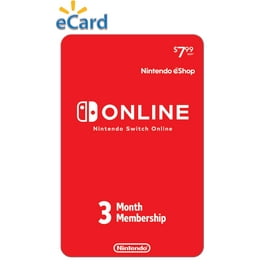 eCard
$7.99
Nintendo eShop
ONLINE
Nintendo Switch Online
3 Month
Membership
Nintendo